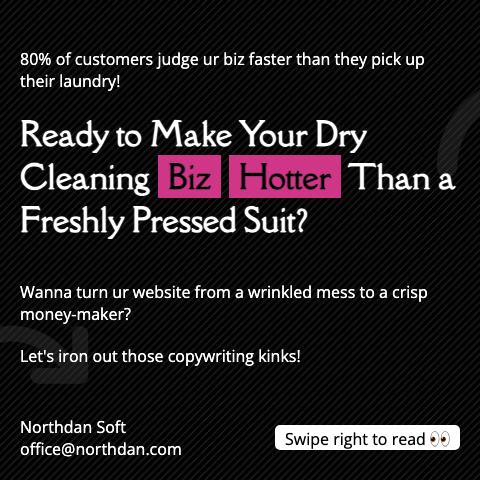 80% of customers judge ur biz faster than they pick up
their laundry!
Ready to Make Your Dry
Cleaning Biz Hotter Than a
Freshly Pressed Suit?
Wanna turn ur website from a wrinkled mess to a crisp
money-maker?
Let's iron out those copywriting kinks!
Northdan Soft
office@northdan.com
Swipe right to read 👀